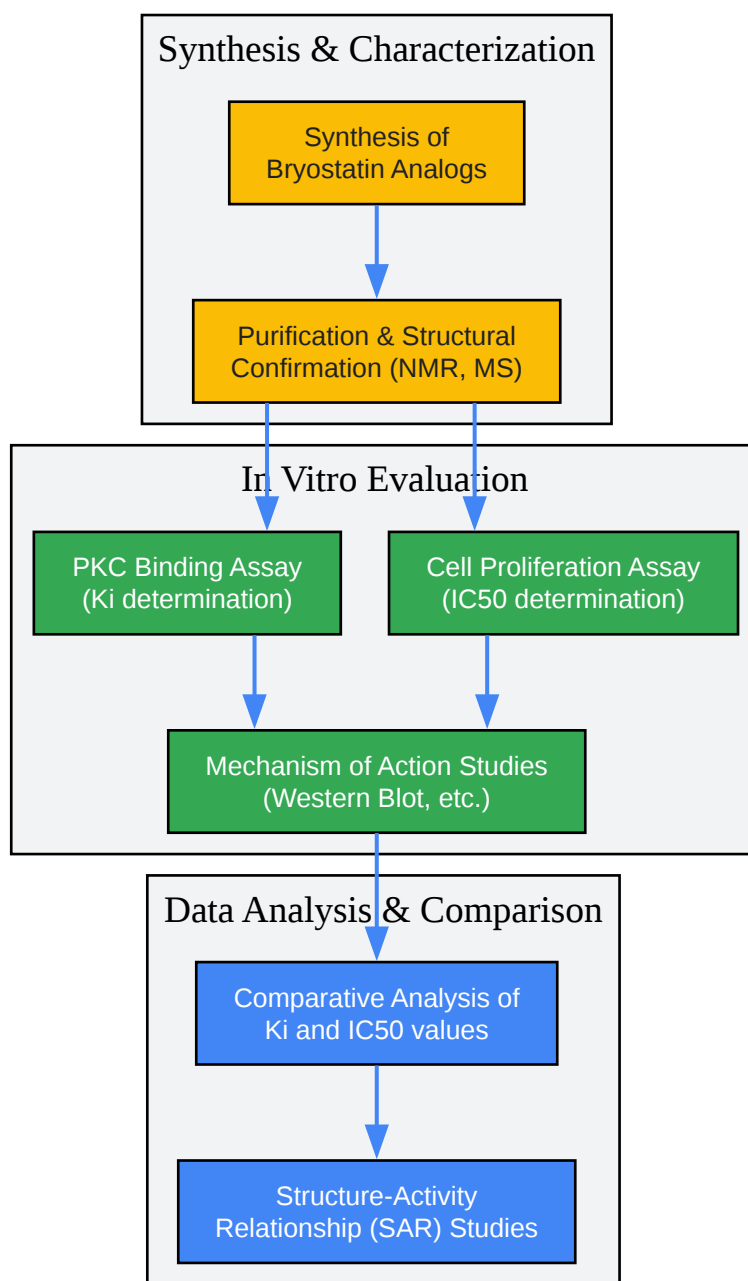 Synthesis & Characterization
Synthesis of
Bryostatin Analogs
Purification & Structural
Confirmation (NMR, MS)
In Vitro Evaluation
PKC Binding Assay
(Ki determination)
Cell Proliferation Assay
(IC50 determination)
Mechanism of Action Studies
(Western Blot, etc.)
Data Analysis & Comparison
Comparative Analysis of
Ki and IC50 values
Structure-Activity
Relationship (SAR) Studies